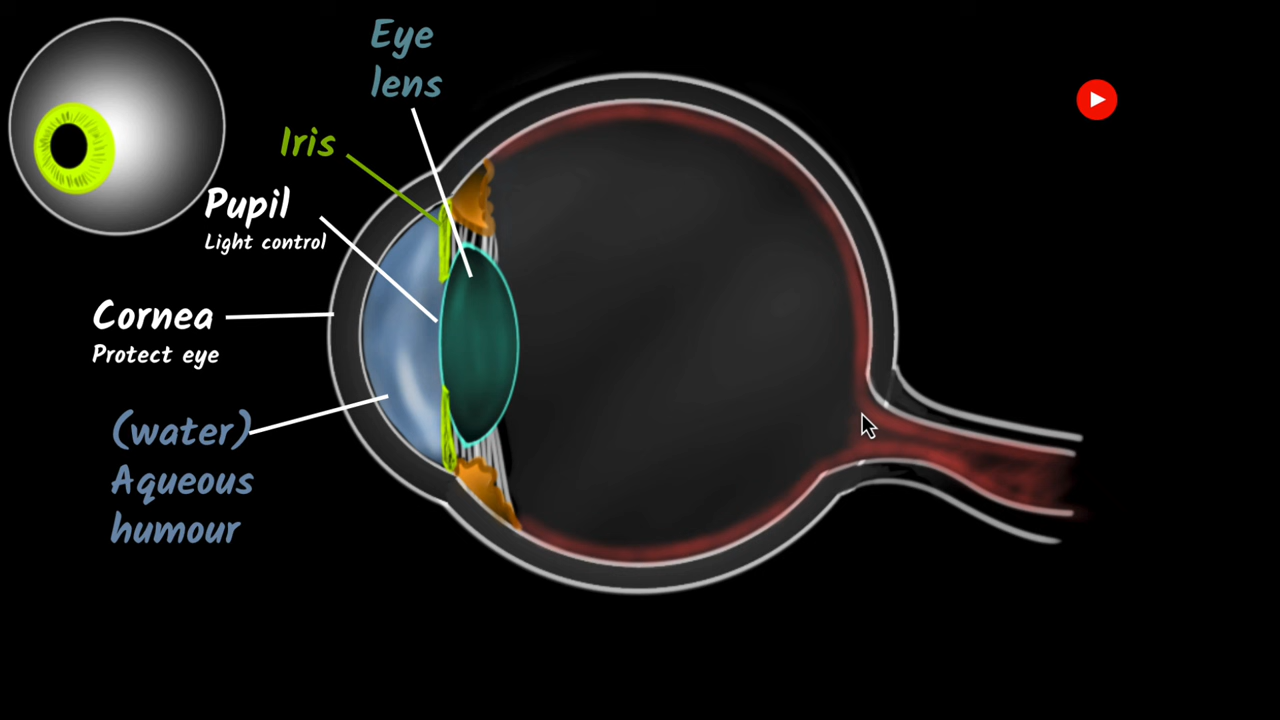 Eye
lens
Iris
Pupil
Light control
Cornea
Protect eye
(water)
Aqueous
humour